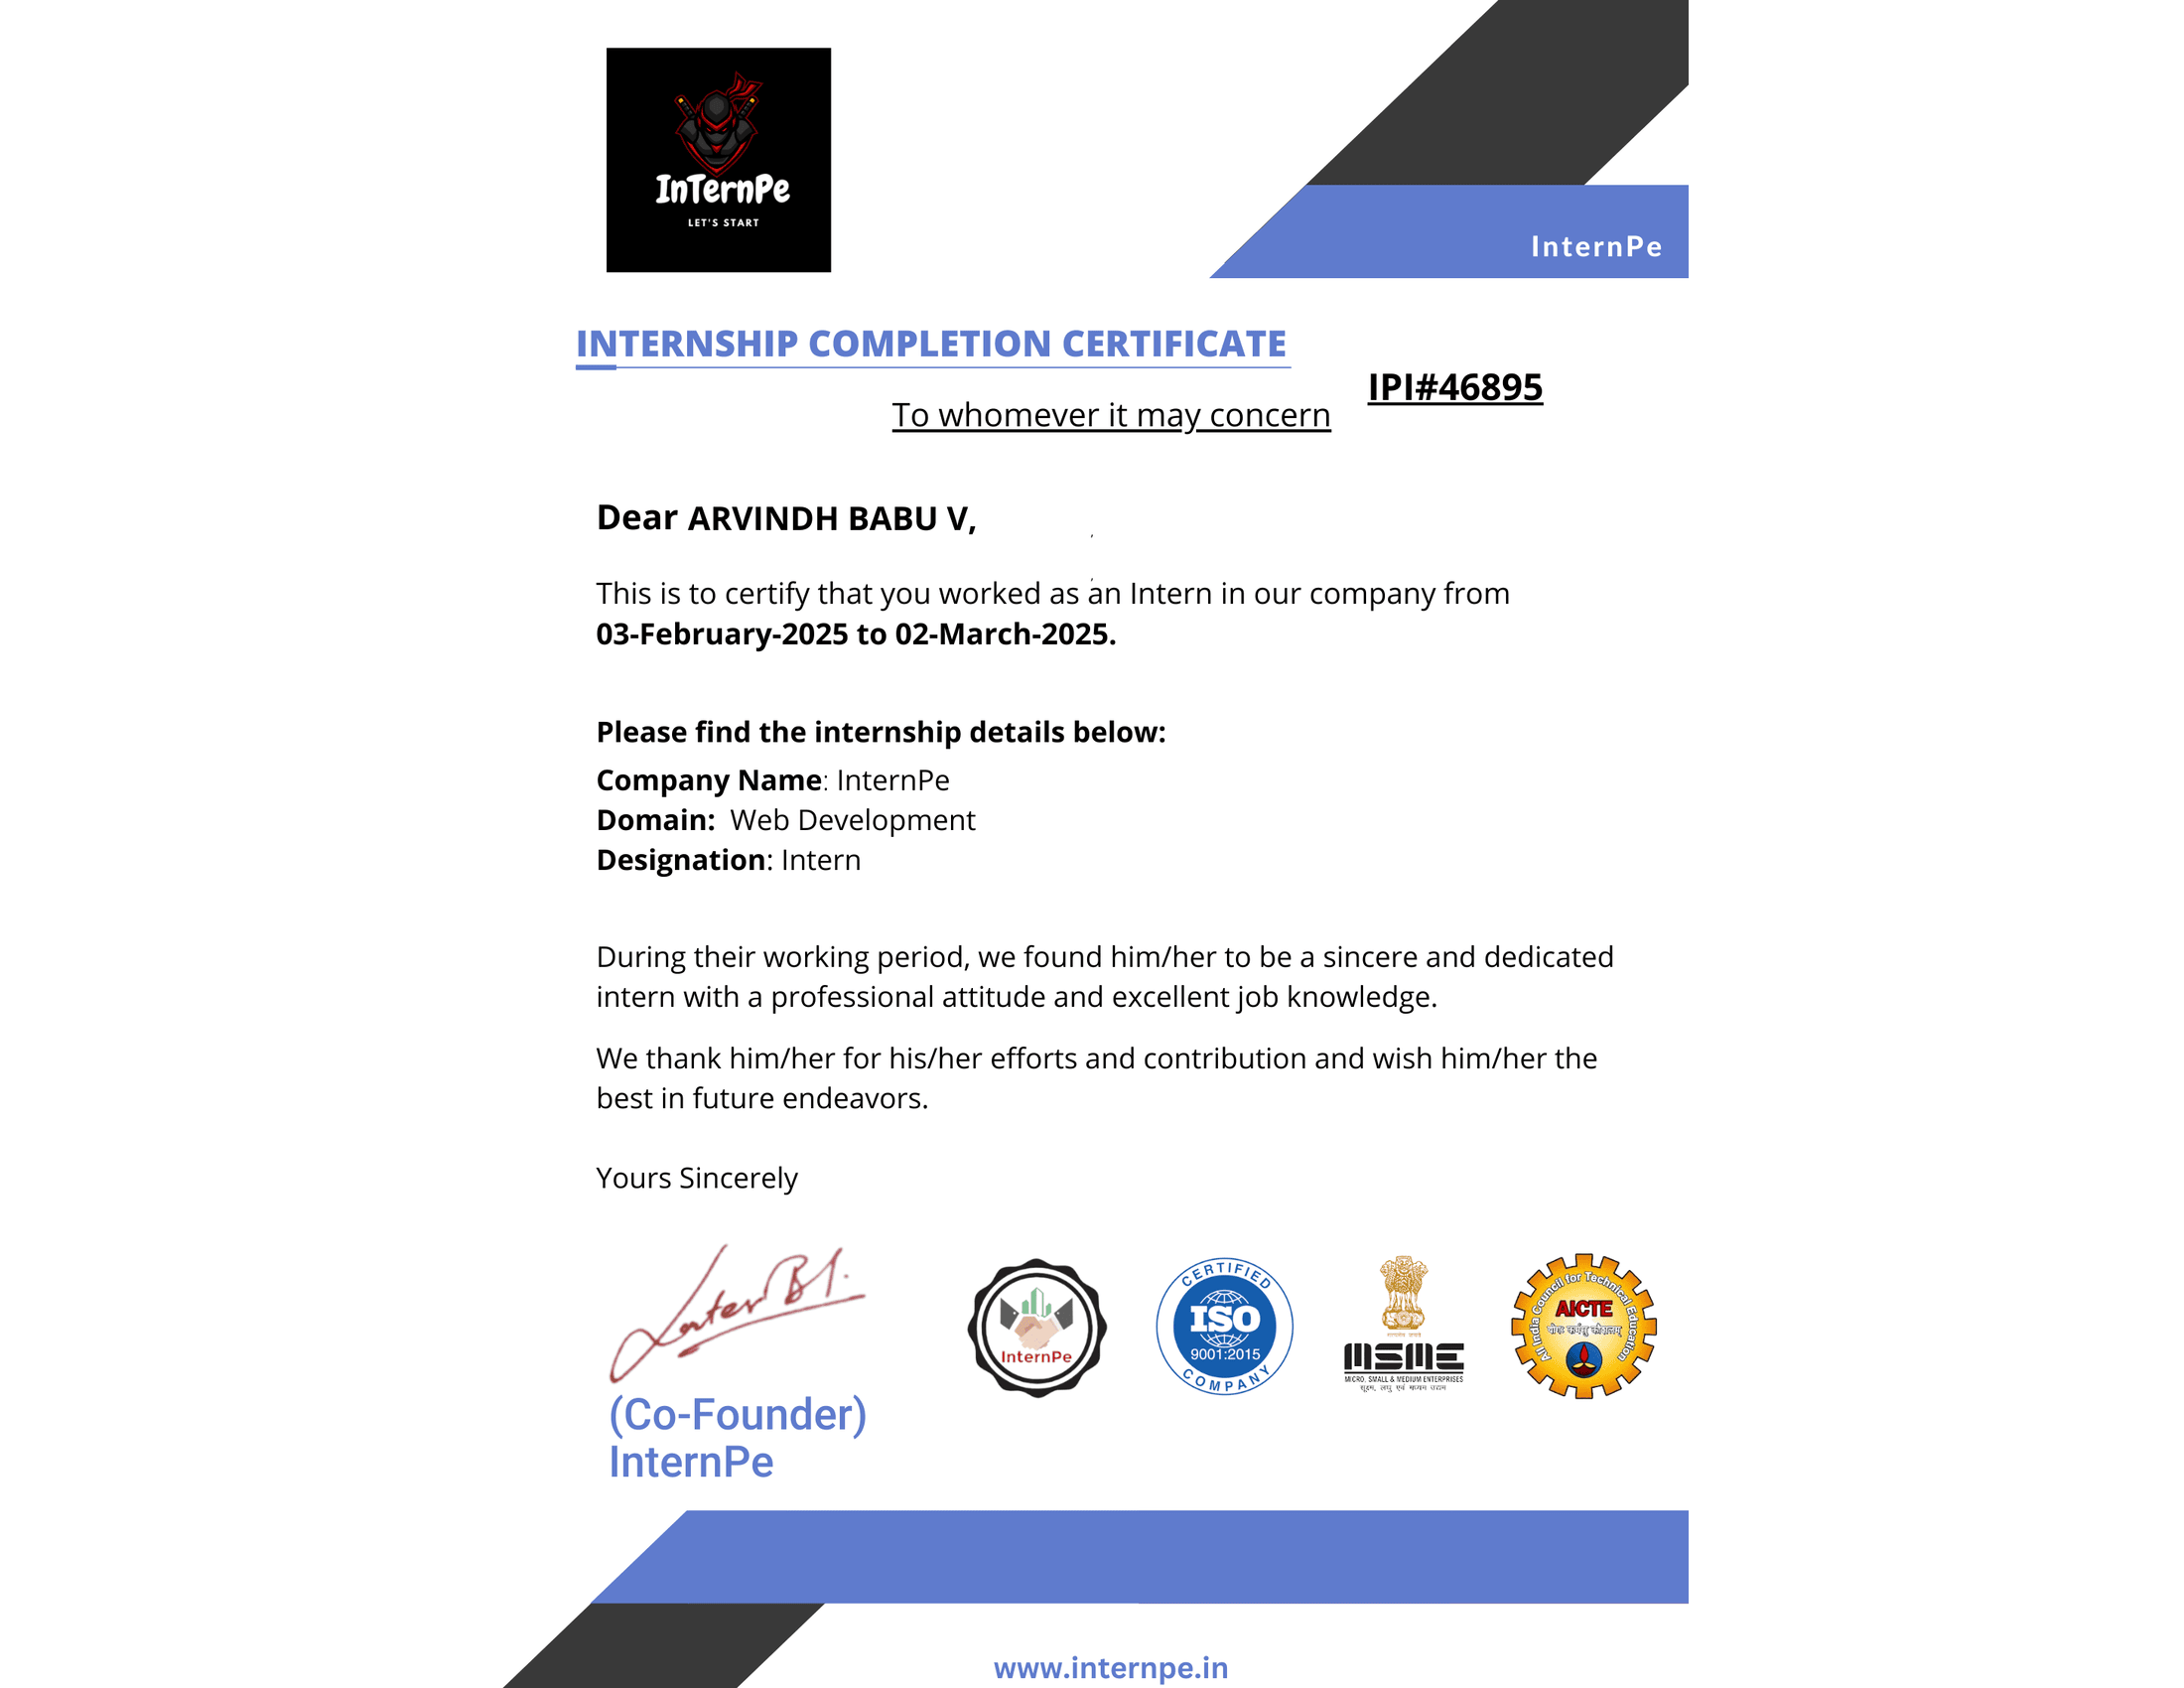 InTernPe
LET'S START
InternPe
INTERNSHIP COMPLETION CERTIFICATE
IPI#46895
To whomever it may concern
Dear ARVINDH BABU V,
This is to certify that you worked as an Intern in our company from
03-February-2025 to 02-March-2025.
Please find the internship details below:
Company Name: InternPe
Domain: Web Development
Designation: Intern
During their working period, we found him/her to be a sincere and dedicated
intern with a professional attitude and excellent job knowledge.
We thank him/her for his/her efforts and contribution and wish him/her the
best in future endeavors.
Yours Sincerely
(Co-Founder)
InternPe
InternPe
CERTIFIED
ISO
9001:2015
COMPANY
MSME
MICRO, SMALL & MEDIUM ENTERPRISES
सूक्ष्म, लघु एवं मध्यम उद्यम
All India Council for Technical Education
AICTE
www.internpe.in